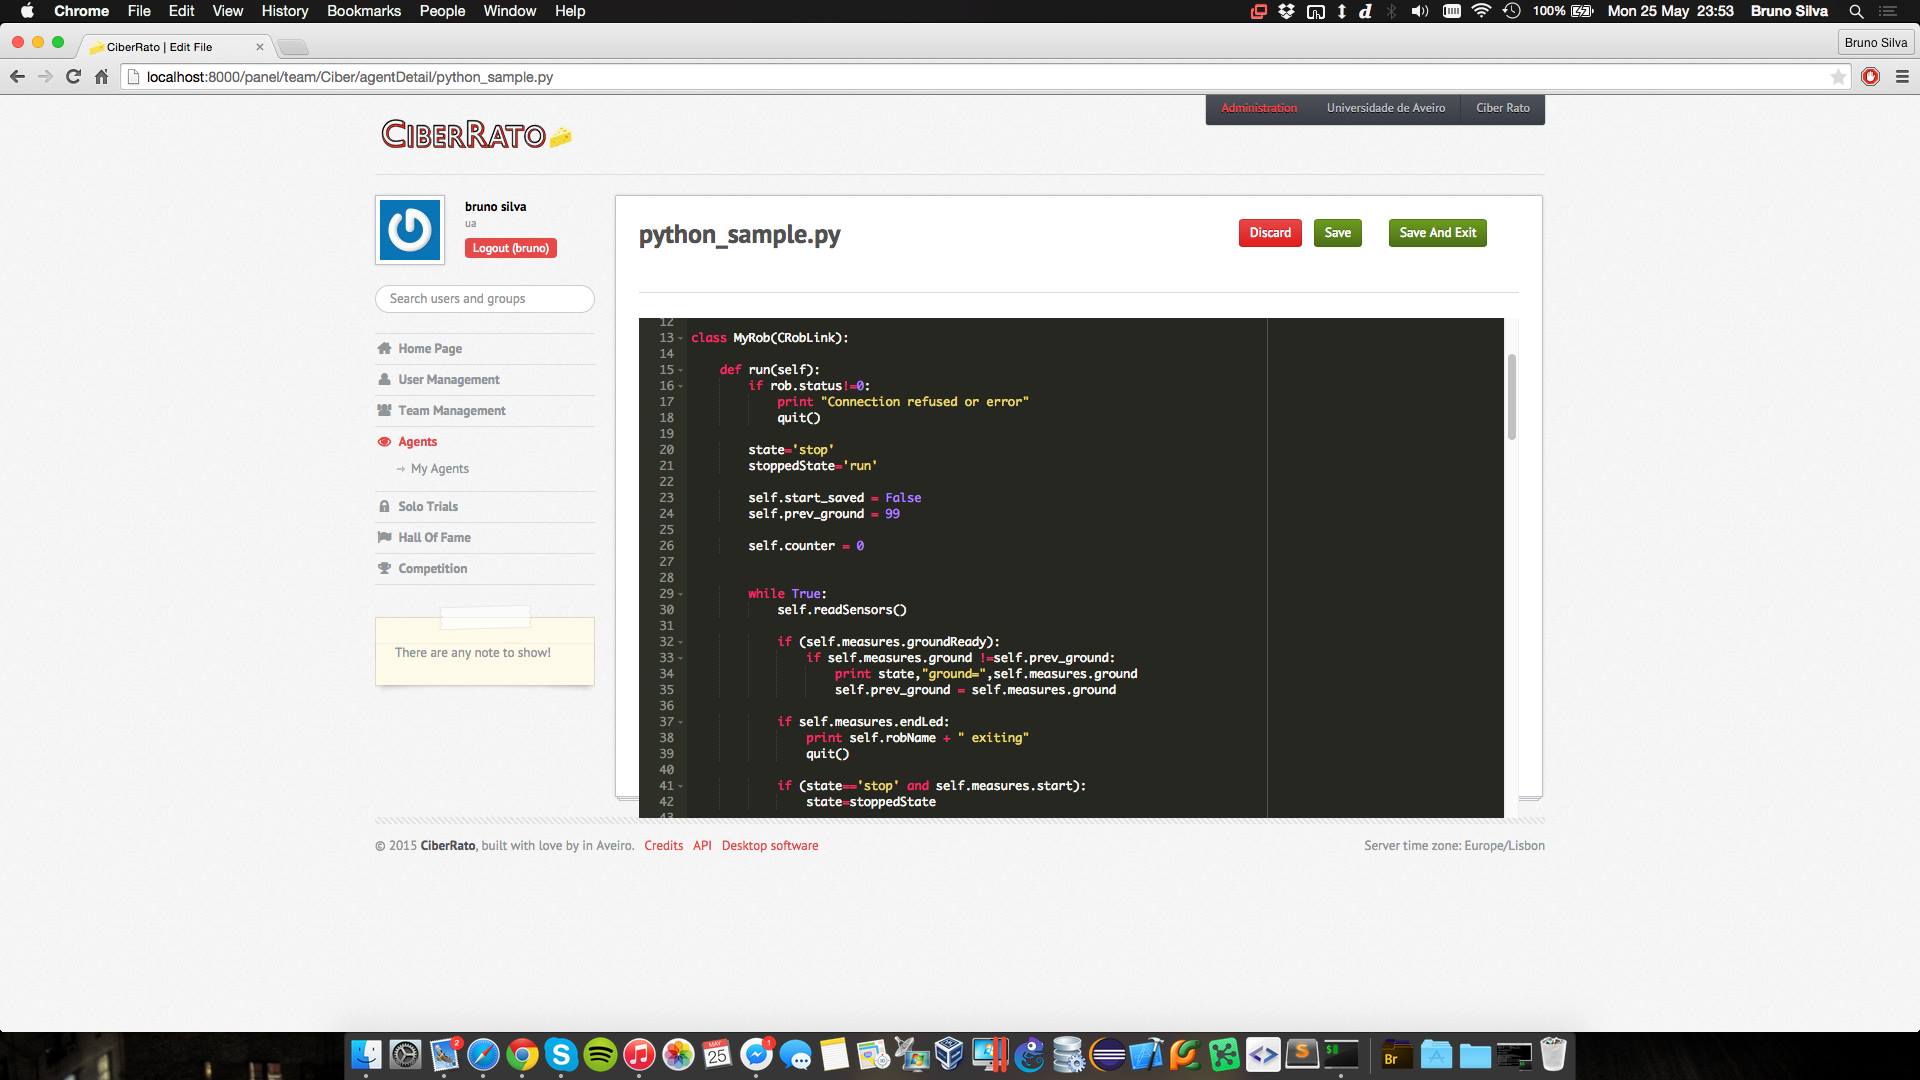 Chrome File Edit View History Bookmarks People Window Help 100% Mon 25 May 23:53 Bruno Silva
CiberRato | Edit File
Bruno Silva
localhost:8000/panel/team/Ciber/agentDetail/python_sample.py
Administration Universidade de Aveiro Ciber Rato
CIBERRATO
bruno silva
ua
Logout (bruno)
Search users and groups
Home Page
User Management
Team Management
Agents
→ My Agents
Solo Trials
Hall Of Fame
Competition
There are any note to show!
python_sample.py
Discard Save Save And Exit
12
13 class MyRob(CRobLink):
14
15 def run(self):
16 if rob.status!=0:
17 print "Connection refused or error"
18 quit()
19
20 state='stop'
21 stoppedState='run'
22
23 self.start_saved = False
24 self.prev_ground = 99
25
26 self.counter = 0
27
28
29 while True:
30 self.readSensors()
31
32 if (self.measures.groundReady):
33 if self.measures.ground !=self.prev_ground:
34 print state,"ground=",self.measures.ground
35 self.prev_ground = self.measures.ground
36
37 if self.measures.endLed:
38 print self.robName + " exiting"
39 quit()
40
41 if (state=='stop' and self.measures.start):
42 state=stoppedState
43
© 2015 CiberRato, built with love by in Aveiro. Credits API Desktop software
Server time zone: Europe/Lisbon
2
MAY
25
1
S
$
Br